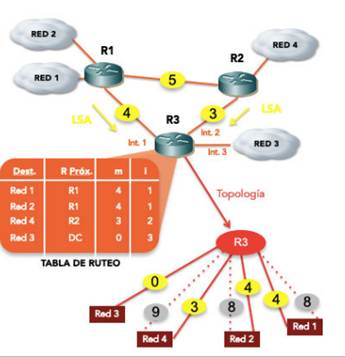 RED 2
R1
RED 4
R2
RED 1
5
4
3
LSA
LSA
R3
Int. 2
Int. 1
RED 3
Int. 3
Dest. R Próx. m I
Red 1 R1 4 1
Red 2 R1 4 1
Red 4 R2 3 2
Red 3 DC 0 3
TABLA DE RUTEO
Topología
R3
0
4
9
3
8
4
8
Red 3
Red 4
Red 2
Red 1